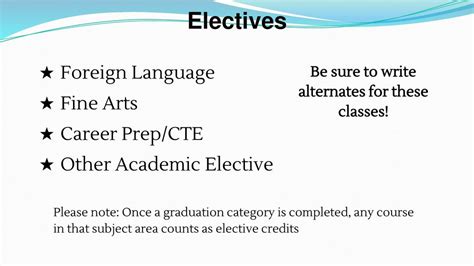 Electives
★ Foreign Language
★ Fine Arts
★ Career Prep/CTE
★ Other Academic Elective
Be sure to write
alternates for these
classes!
Please note: Once a graduation category is completed, any course
in that subject area counts as elective credits